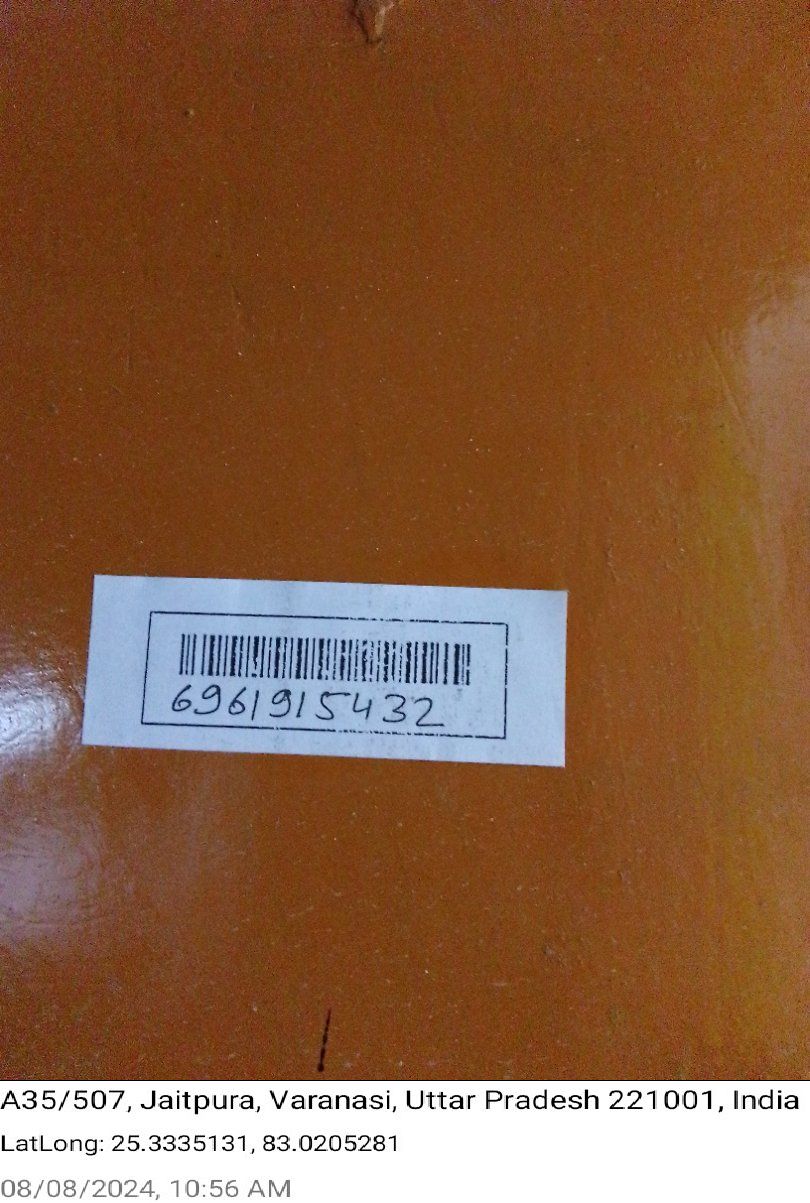 6961915432
A35/507, Jaitpura, Varanasi, Uttar Pradesh 221001, India
LatLong: 25.3335131, 83.0205281
08/08/2024, 10:56 AM